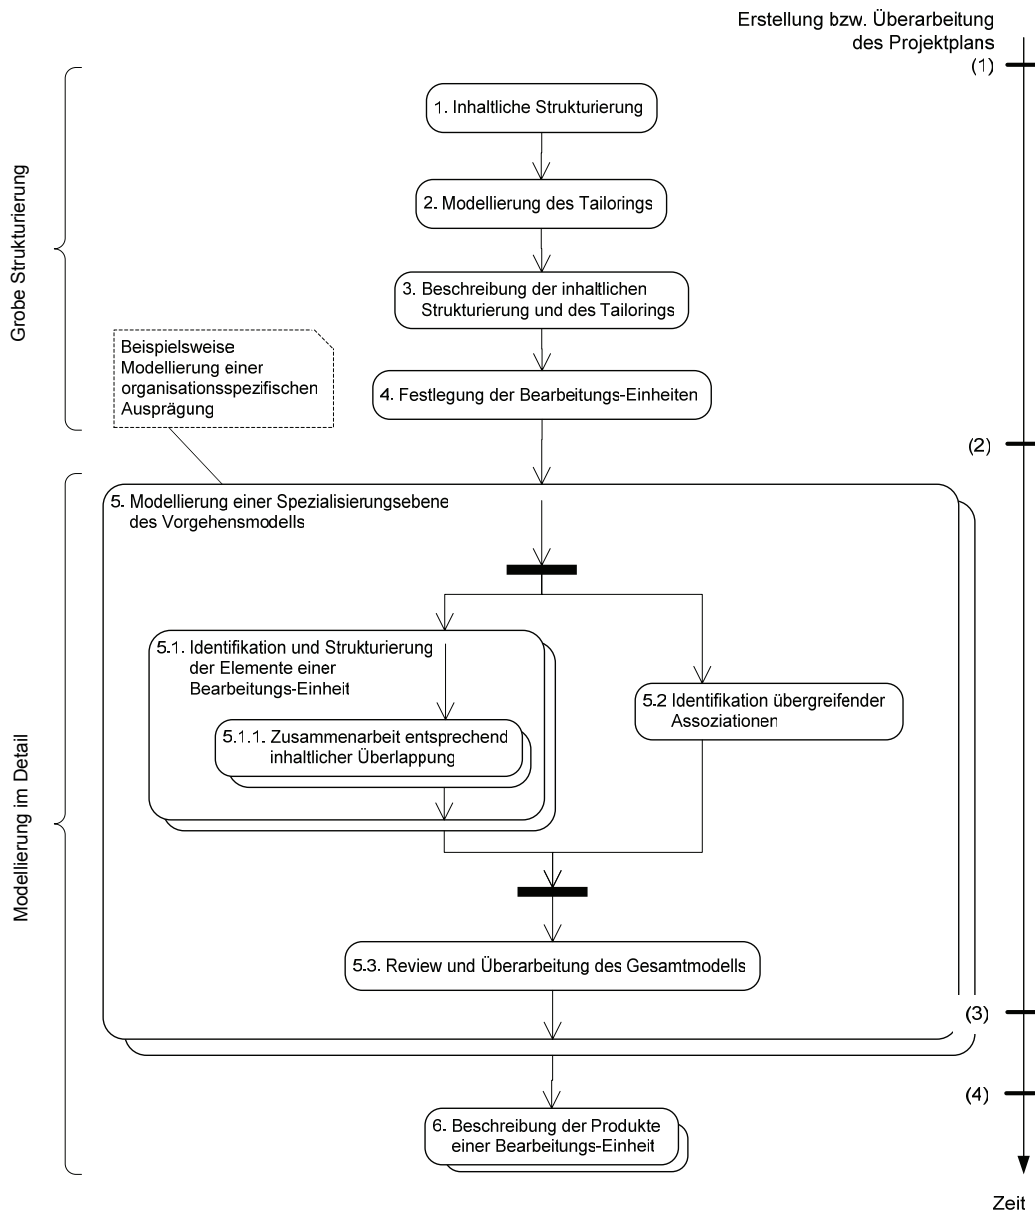 Erstellung bzw. Überarbeitung
des Projektplans
(1)
1. Inhaltliche Strukturierung
2. Modellierung des Tailorings
Grobe Strukturierung
3. Beschreibung der inhaltlichen
Strukturierung und des Tailorings
Beispielsweise
Modellierung einer
organisationsspezifischen
Ausprägung
4. Festlegung der Bearbeitungs-Einheiten
(2)
5. Modellierung einer Spezialisierungsebene
des Vorgehensmodells
5.1. Identifikation und Strukturierung
der Elemente einer
Bearbeitungs-Einheit
5.2 Identifikation übergreifender
Assoziationen
5.1.1. Zusammenarbeit entsprechend
inhaltlicher Überlappung
Modellierung im Detail
5.3. Review und Überarbeitung des Gesamtmodells
(3)
(4)
6. Beschreibung der Produkte
einer Bearbeitungs-Einheit
Zeit